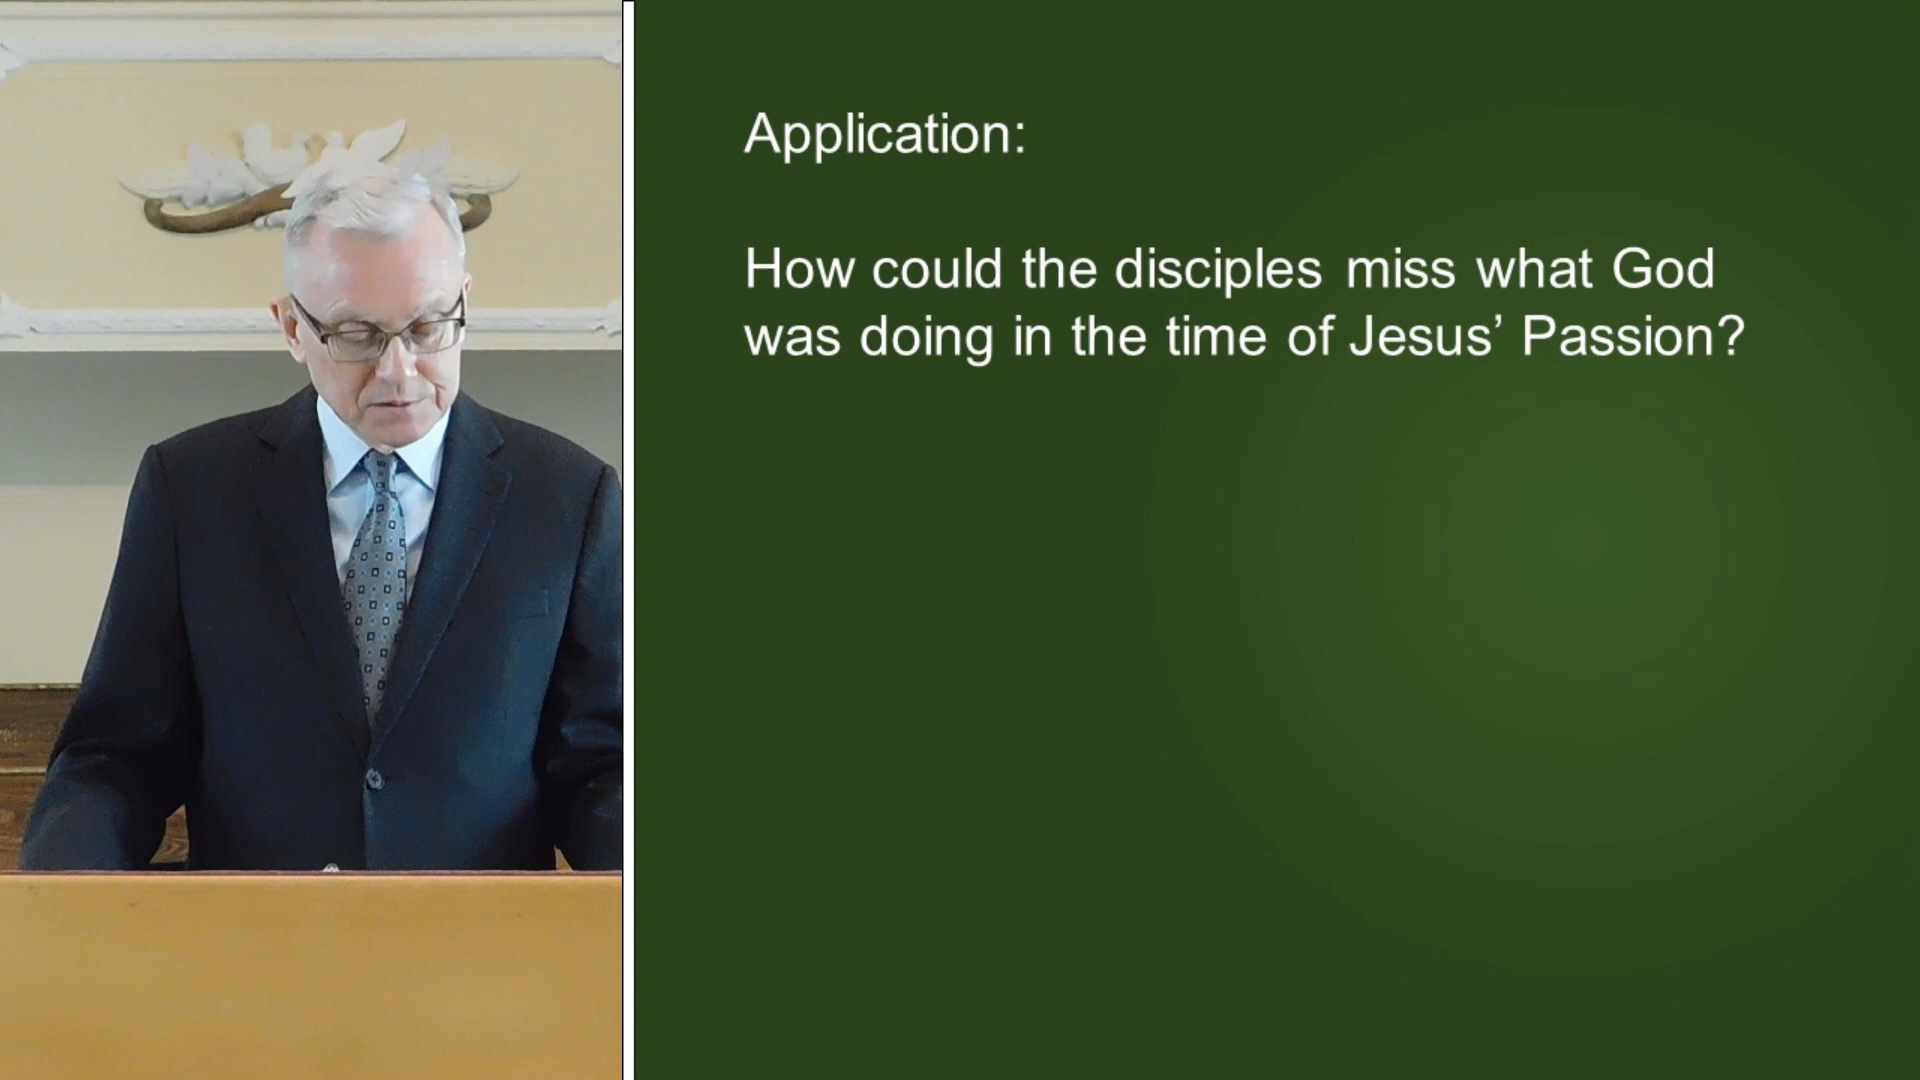 Application:
How could the disciples miss what God
was doing in the time of Jesus’ Passion?